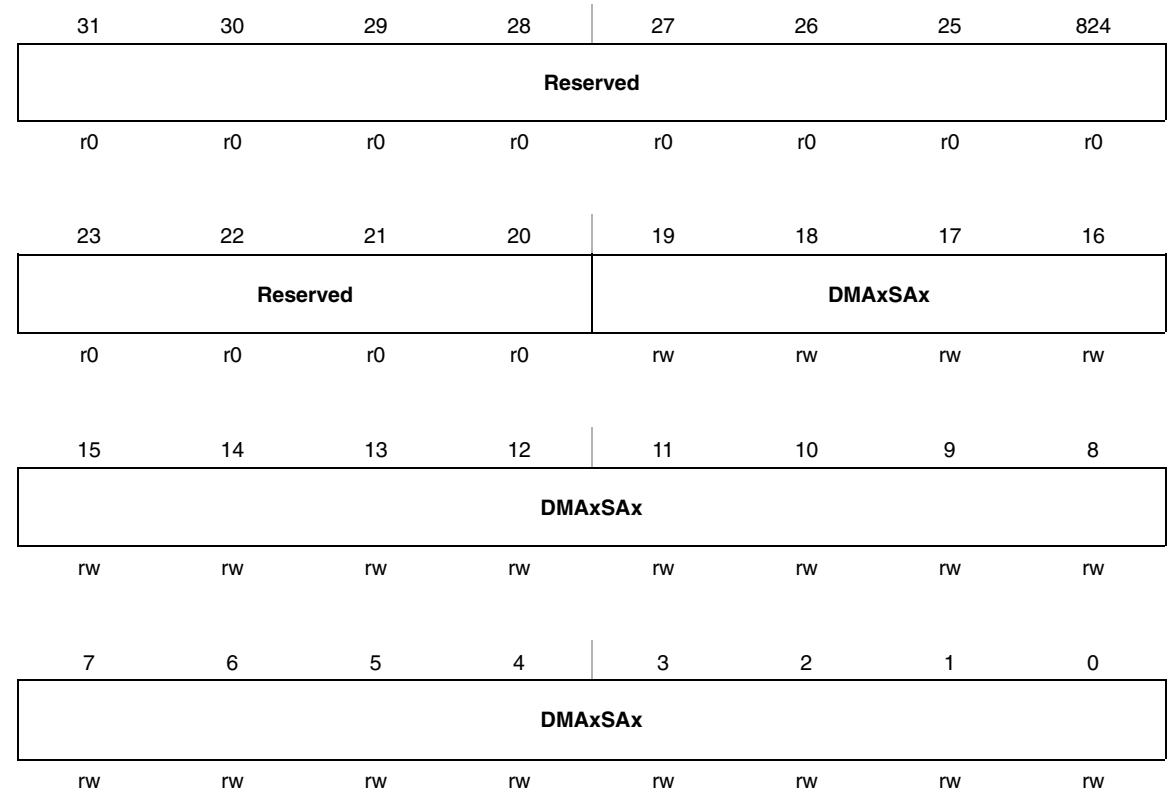 31 30 29 28 27 26 25 824
Reserved
r0 r0 r0 r0 r0 r0 r0 r0
23 22 21 20 19 18 17 16
Reserved DMAxSAx
r0 r0 r0 r0 rw rw rw rw
15 14 13 12 11 10 9 8
DMAxSAx
rw rw rw rw rw rw rw rw
7 6 5 4 3 2 1 0
DMAxSAx
rw rw rw rw rw rw rw rw